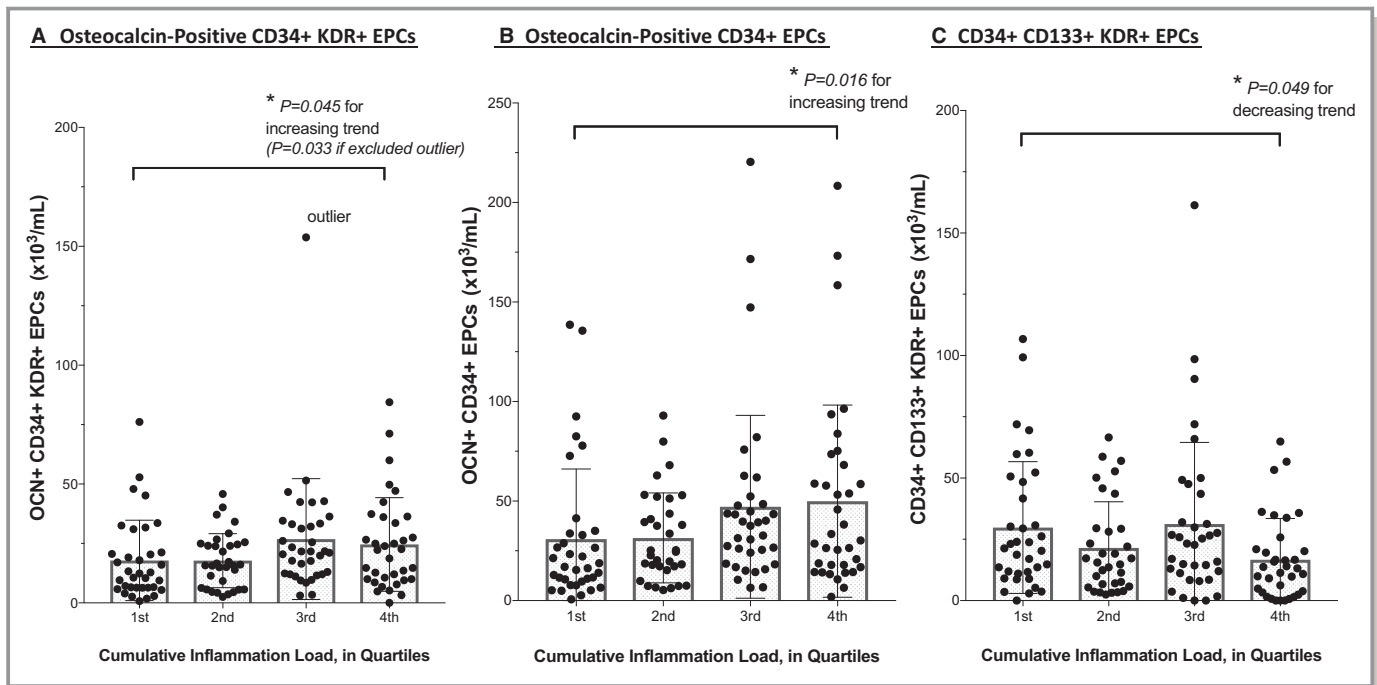 A Osteocalcin-Positive CD34+ KDR+ EPCs
* P=0.045 for
increasing trend
(P=0.033 if excluded outlier)
OCN+ CD34+ KDR+ EPCs (x10³/mL)
200
150
100
50
0
outlier
1st 2nd 3rd 4th
Cumulative Inflammation Load, in Quartiles
B Osteocalcin-Positive CD34+ EPCs
* P=0.016 for
increasing trend
OCN+ CD34+ EPCs (x10³/mL)
250
200
150
100
50
0
1st 2nd 3rd 4th
Cumulative Inflammation Load, in Quartiles
C CD34+ CD133+ KDR+ EPCs
* P=0.049 for
decreasing trend
CD34+ CD133+ KDR+ EPCs (x10³/mL)
200
150
100
50
0
1st 2nd 3rd 4th
Cumulative Inflammation Load, in Quartiles